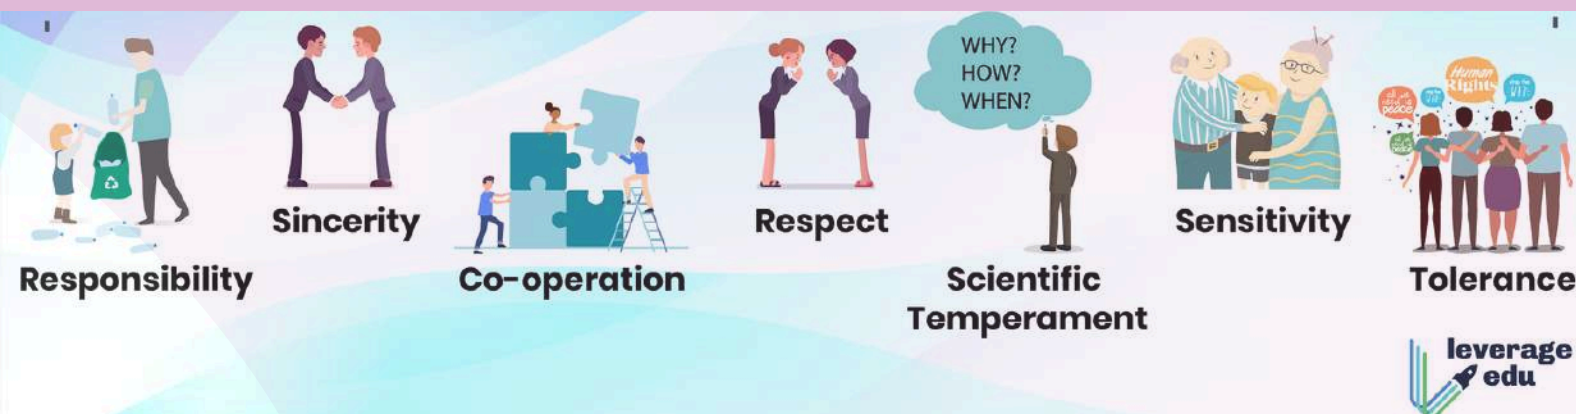 WHY?
HOW?
WHEN?
Human
Rights
Sincerity
Respect
Sensitivity
Responsibility
Co-operation
Scientific
Temperament
Tolerance
leverage
edu